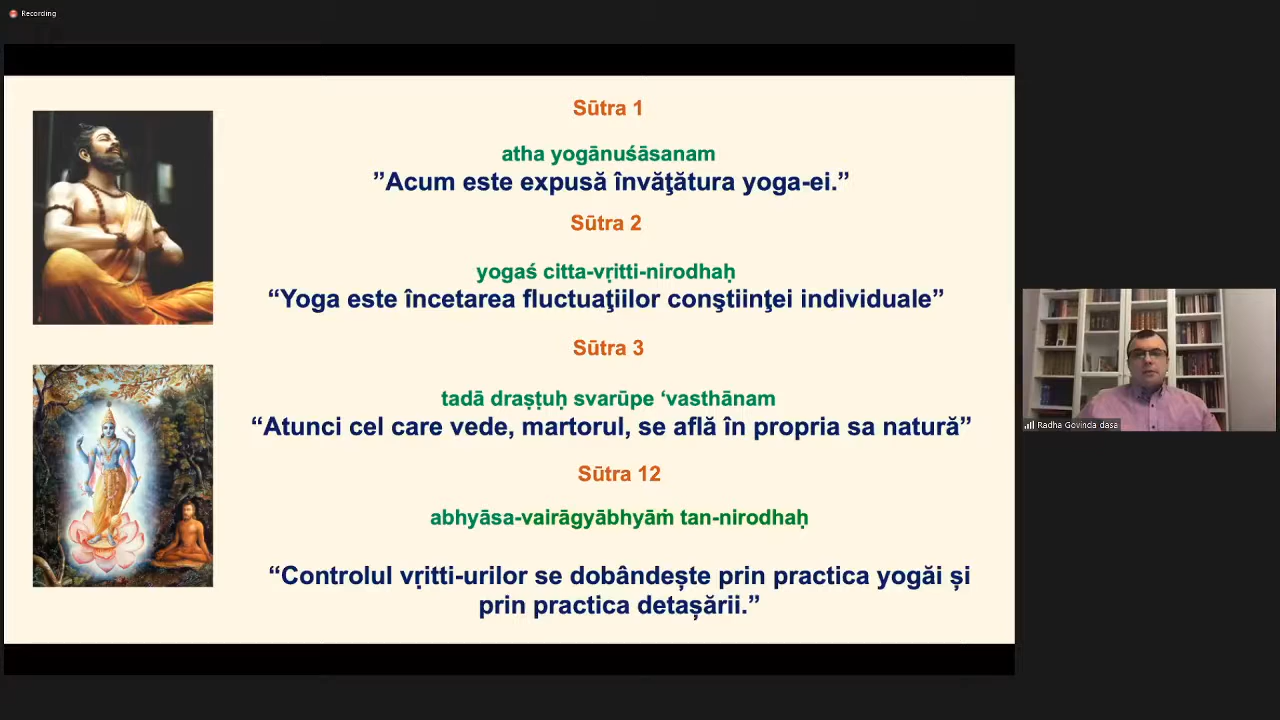 Recording
Sūtra 1
atha yogānuśāsanam
”Acum este expusă învăţătura yoga-ei.”
Sūtra 2
yogaś citta-vṛitti-nirodhaḥ
“Yoga este încetarea fluctuaţiilor conştiinţei individuale”
Sūtra 3
tadā draṣṭuḥ svarūpe ‘vasthānam
“Atunci cel care vede, martorul, se află în propria sa natură”
Sūtra 12
abhyāsa-vairāgyābhyāṁ tan-nirodhaḥ
“Controlul vṛitti-urilor se dobândește prin practica yogăi și
prin practica detașării.”
Radha Govinda dasa